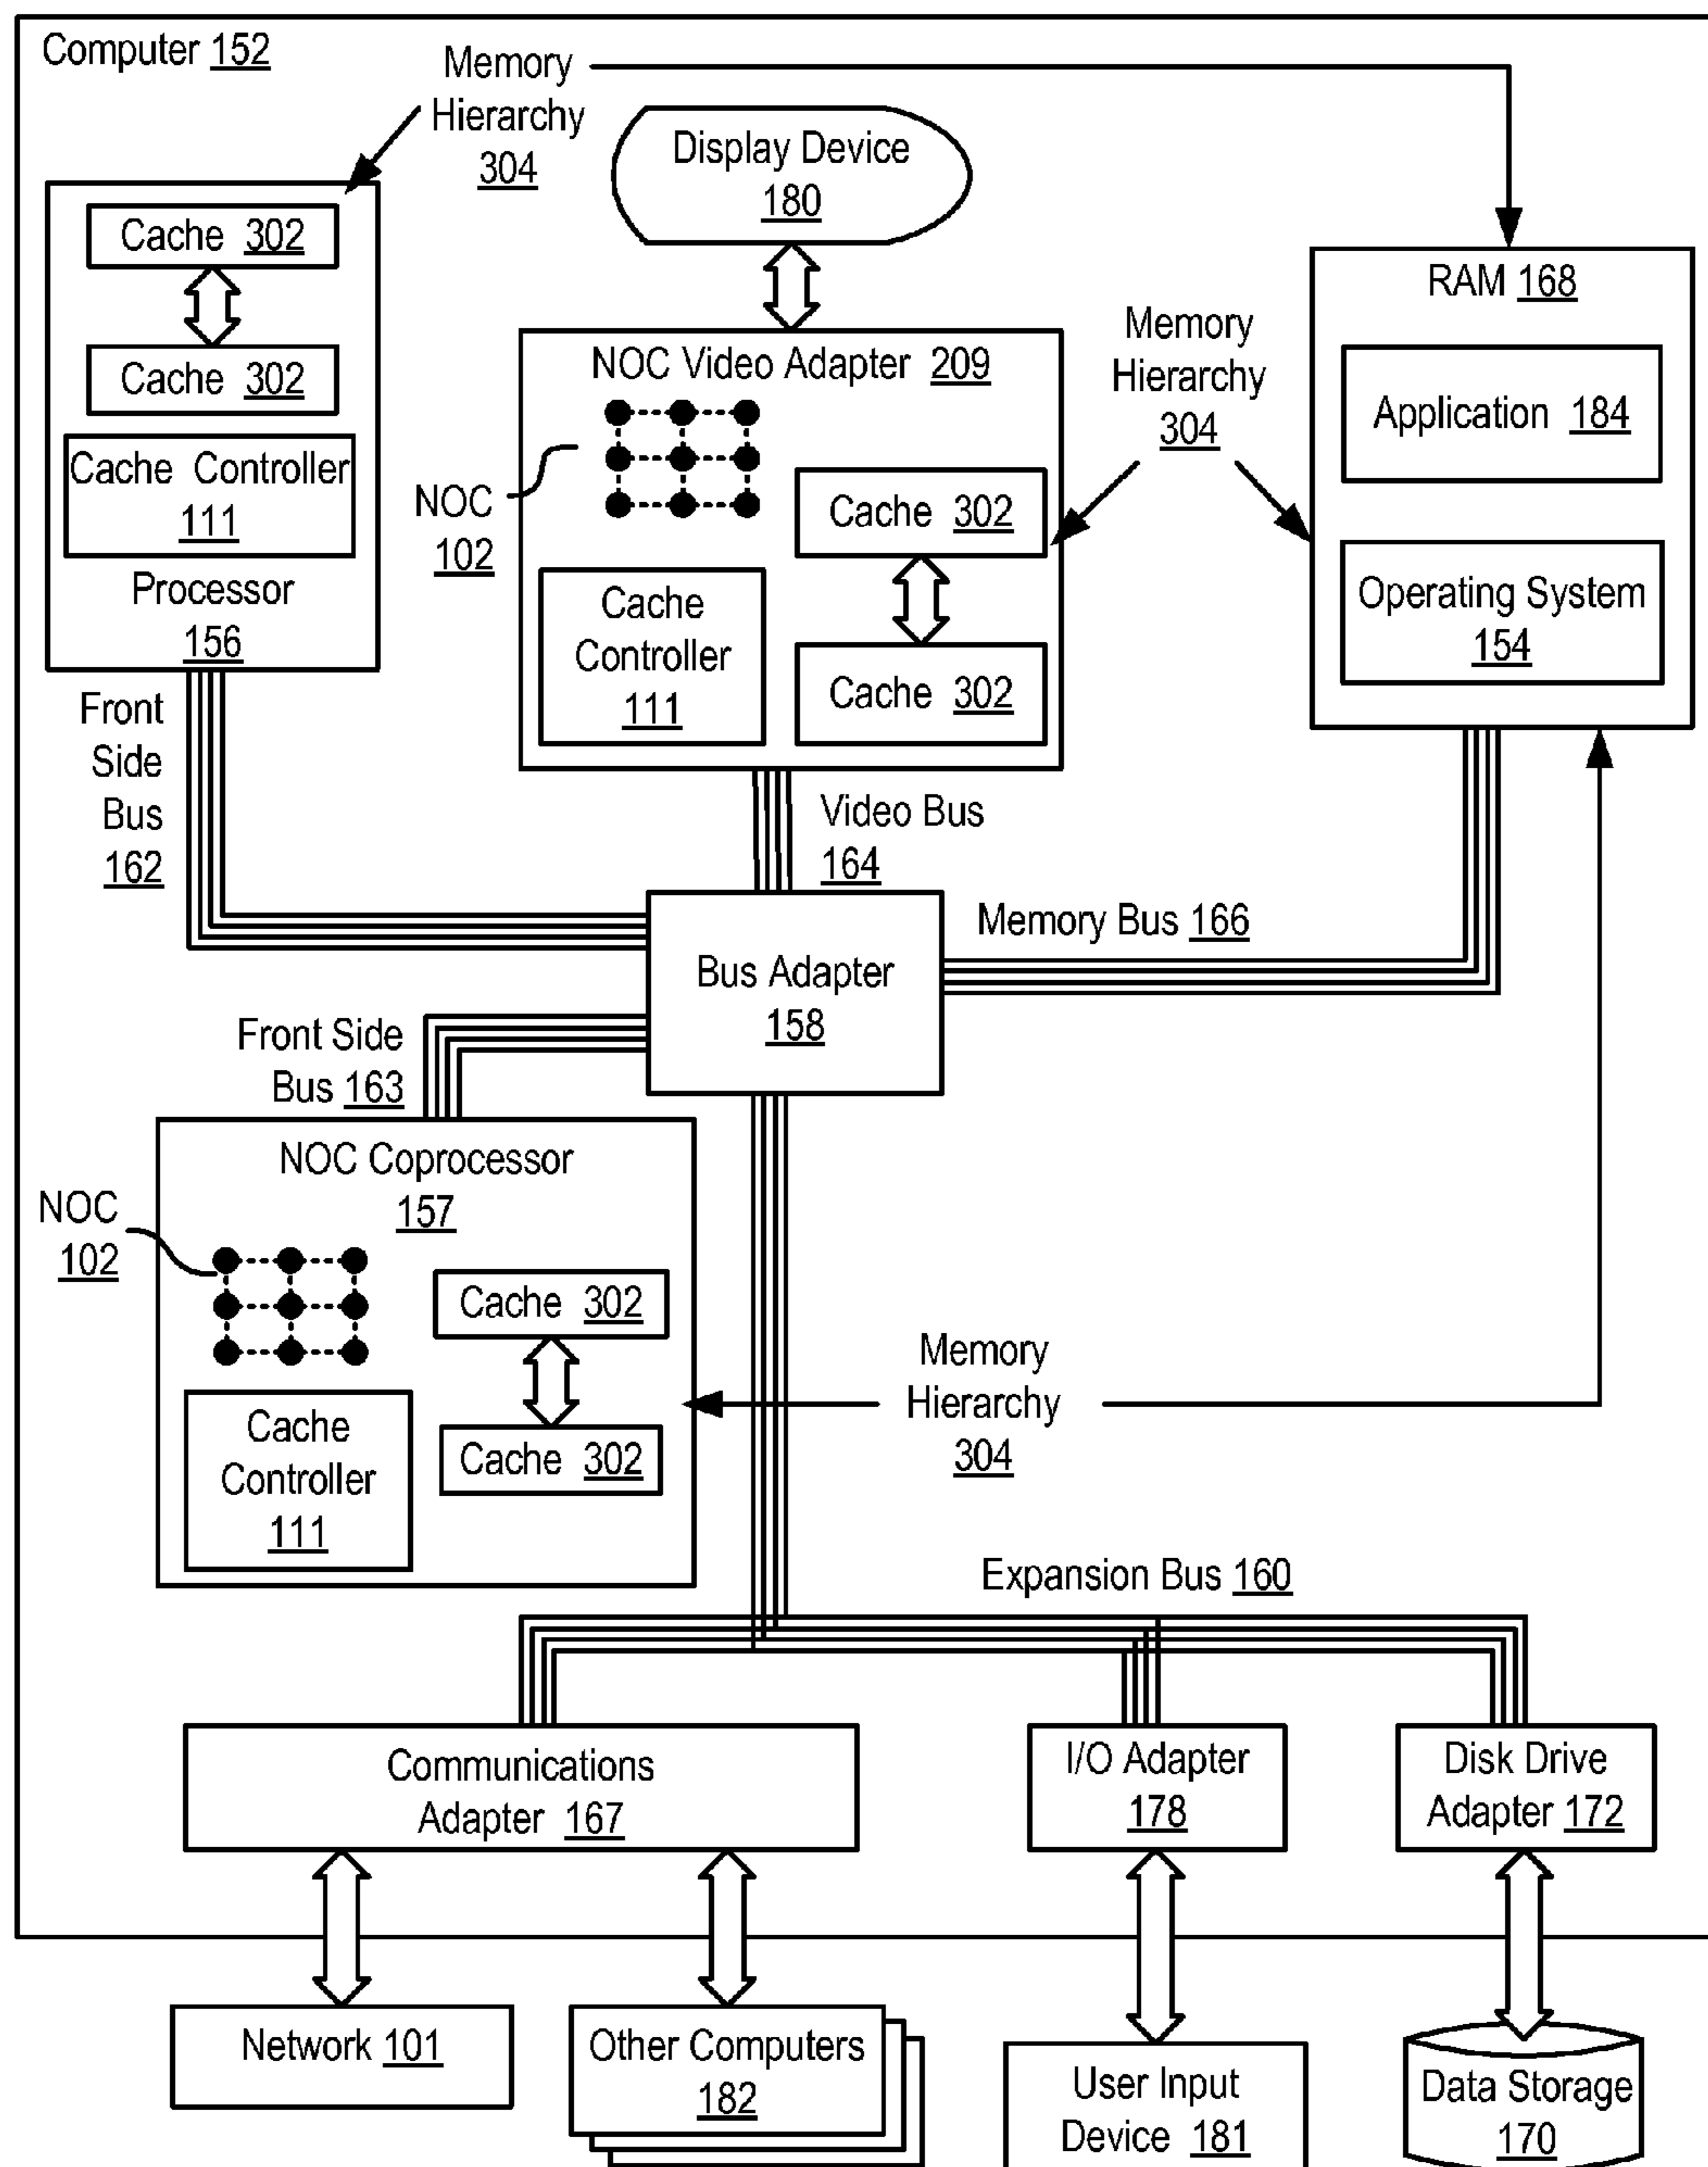 Computer 152
Memory
Hierarchy
304
Display Device
180
Cache 302
Cache 302
Cache Controller
111
Processor
156
NOC Video Adapter 209
NOC
102
Cache 302
Cache
Controller
111
Cache 302
Memory
Hierarchy
304
RAM 168
Application 184
Operating System
154
Front
Side
Bus
162
Video Bus
164
Bus Adapter
158
Memory Bus 166
Front Side
Bus 163
NOC Coprocessor
157
NOC
102
Cache 302
Cache
Controller
111
Cache 302
Memory
Hierarchy
304
Expansion Bus 160
Communications
Adapter 167
I/O Adapter
178
Disk Drive
Adapter 172
Network 101
Other Computers
182
User Input
Device 181
Data Storage
170